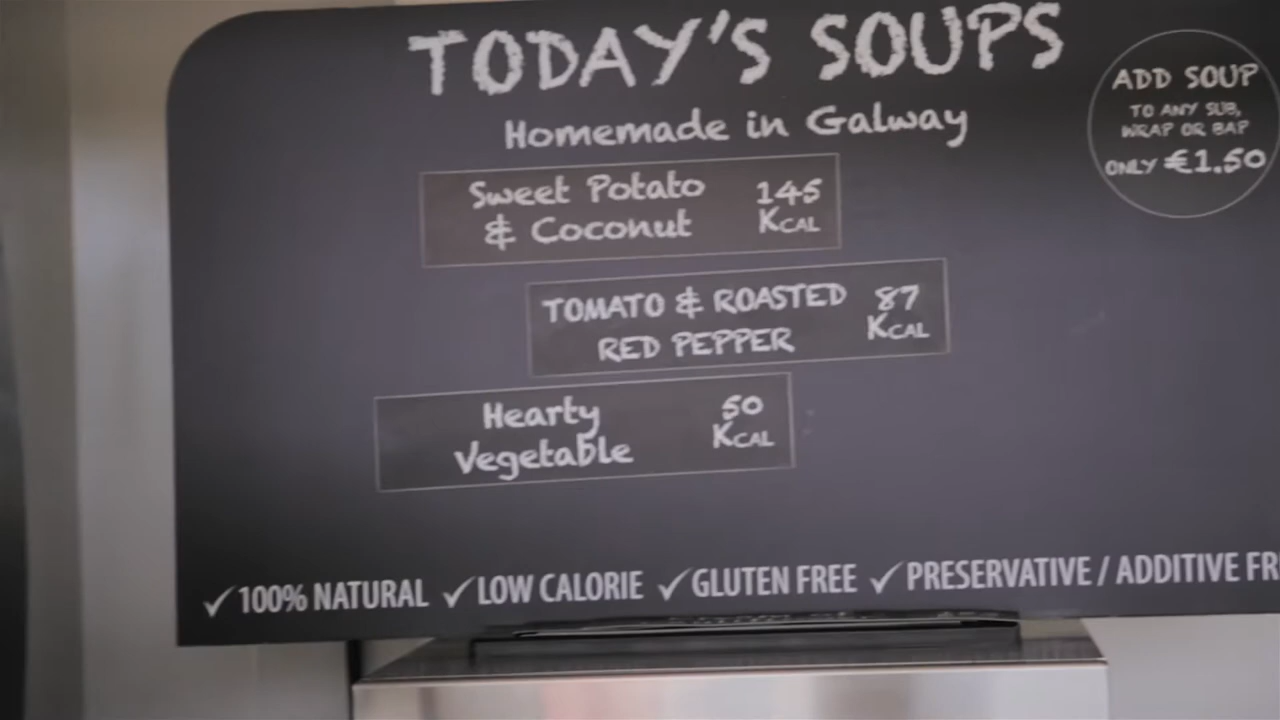 TODAY'S SOUPS
Homemade in Galway
ADD SOUP
TO ANY SUB,
WRAP OR BAP
ONLY €1.50
Sweet Potato
& Coconut
145
KCAL
TOMATO & ROASTED
RED PEPPER
87
KCAL
Hearty
Vegetable
50
KCAL
✓100% NATURAL ✓LOW CALORIE ✓GLUTEN FREE ✓PRESERVATIVE / ADDITIVE FR